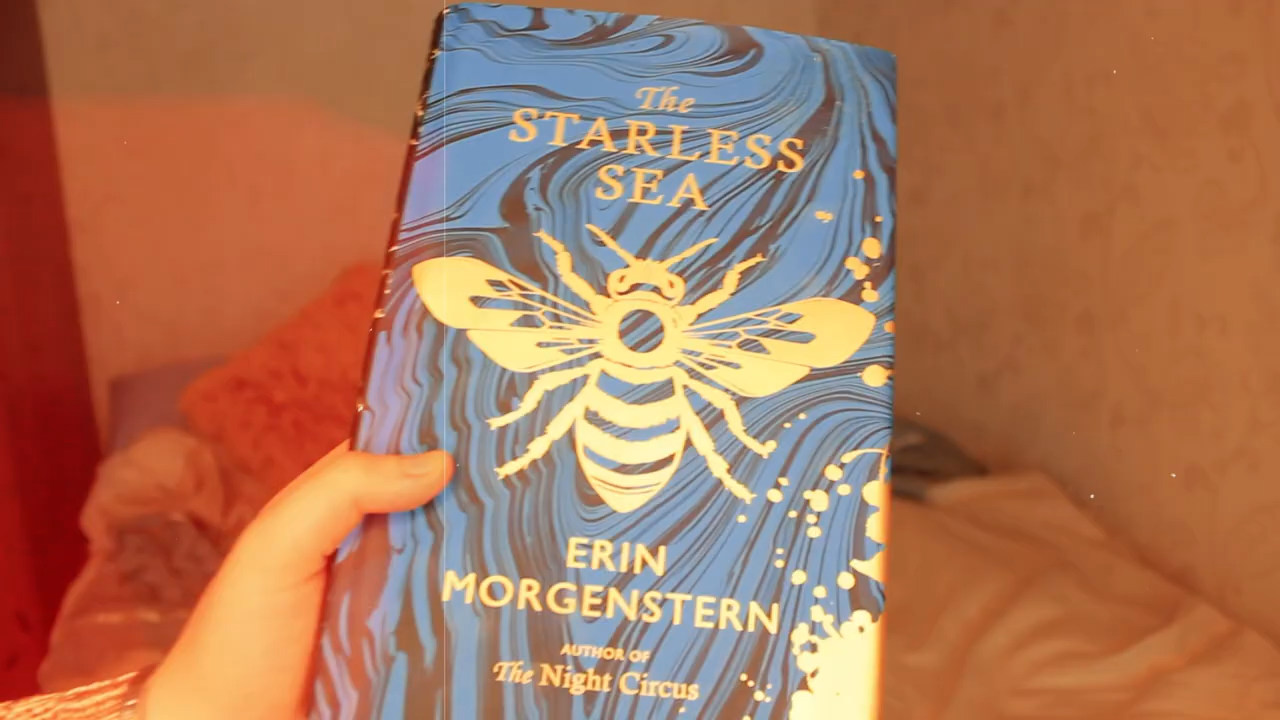 The
STARLESS
SEA
ERIN
MORGENSTERN
AUTHOR OF
The Night Circus